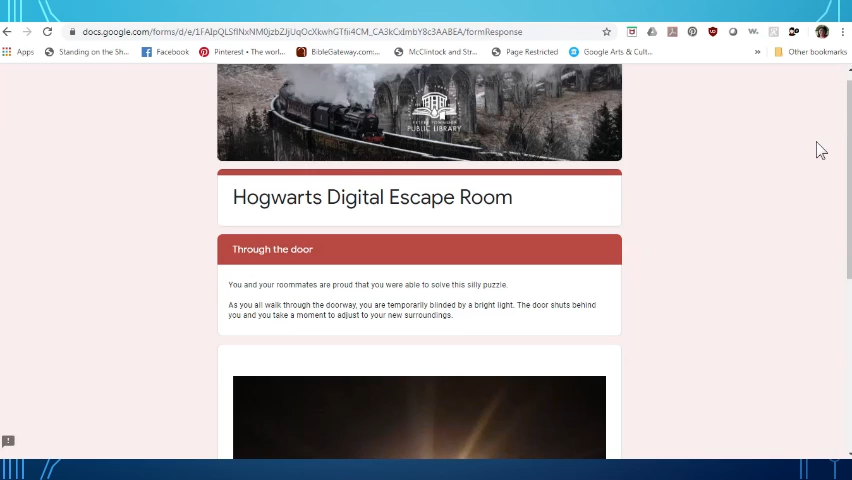 docs.google.com/forms/d/e/1FAIpQLSflNxNM0jzbZJjUqOcXkwhGTfii4CM_CA3kCxImbY8c3AABEA/formResponse
Apps Standing on the Sh... Facebook Pinterest • The worl... BibleGateway.com:... McClintock and Str... Page Restricted Google Arts & Cult... » Other bookmarks
PUBLIC LIBRARY
Hogwarts Digital Escape Room
Through the door
You and your roommates are proud that you were able to solve this silly puzzle.
As you all walk through the doorway, you are temporarily blinded by a bright light. The door shuts behind
you and you take a moment to adjust to your new surroundings.